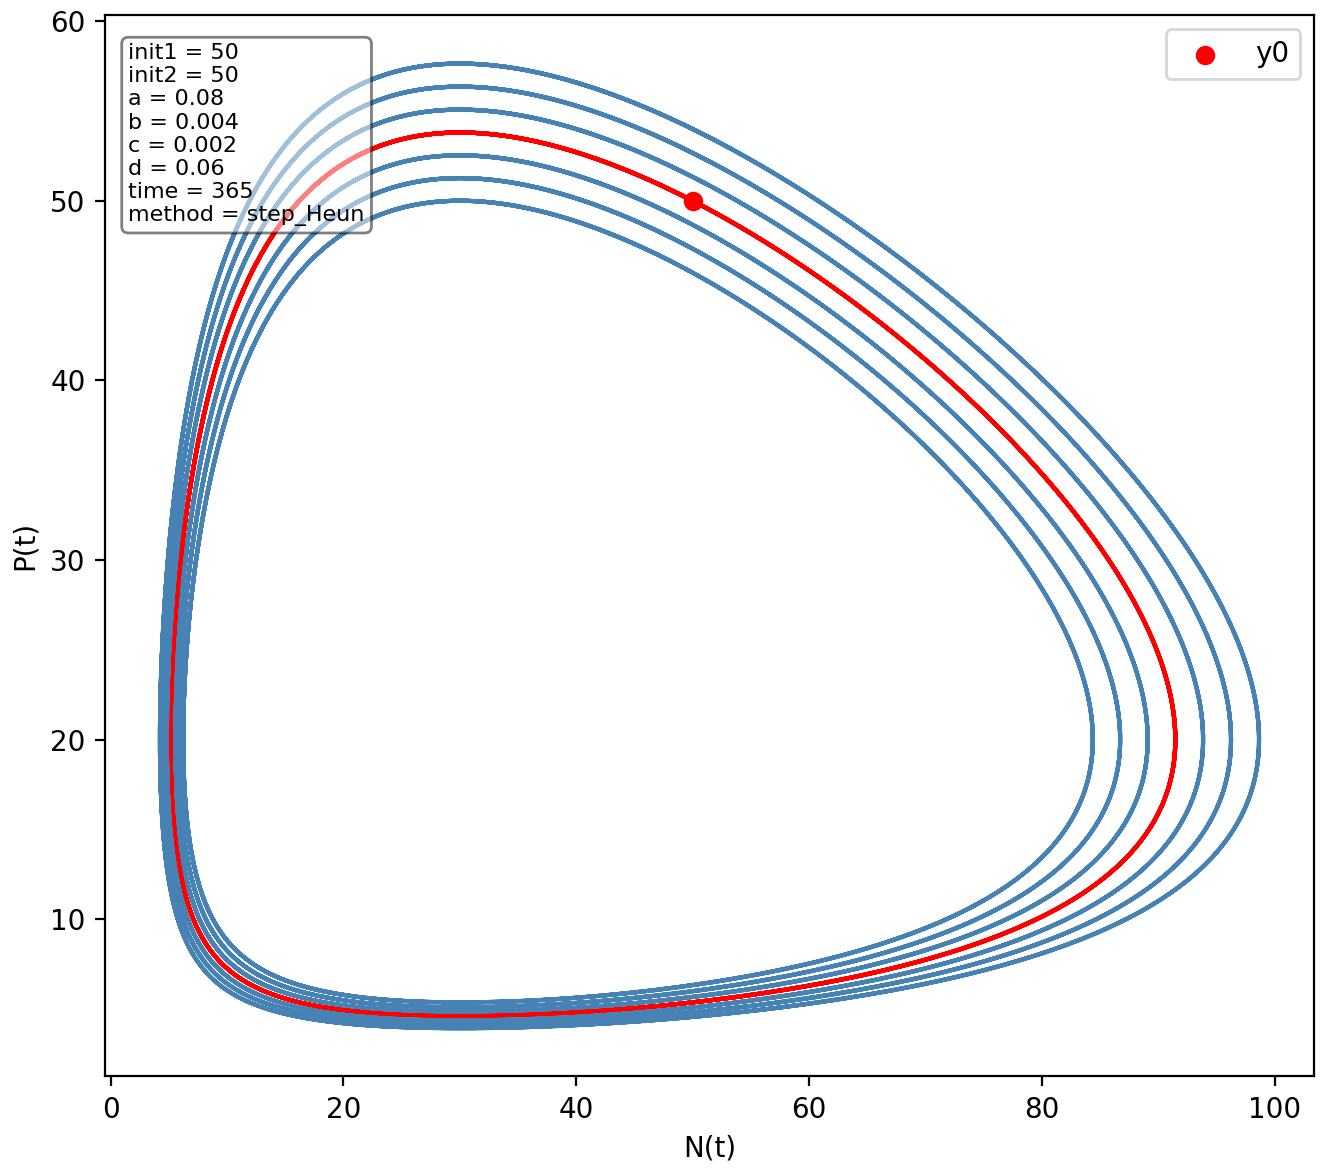 60
50
40
30
20
10
P(t)
init1 = 50
init2 = 50
a = 0.08
b = 0.004
c = 0.002
d = 0.06
time = 365
method = step_Heun
y0
0 20 40 60 80 100
N(t)